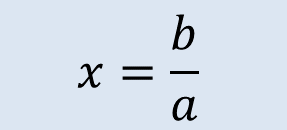 x = b/a